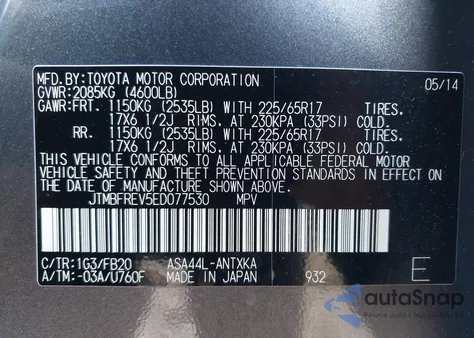 MFD.BY:TOYOTA MOTOR CORPORATION 05/14
GVWR:2085KG (4600LB)
GAWR:FRT. 1150KG (2535LB) WITH 225/65R17 TIRES.
17X6 1/2J RIMS. AT 230KPA (33PSI) COLD.
RR. 1150KG (2535LB) WITH 225/65R17 TIRES.
17X6 1/2J RIMS. AT 230KPA (33PSI) COLD.
THIS VEHICLE CONFORMS TO ALL APPLICABLE FEDERAL MOTOR
VEHICLE SAFETY AND THEFT PREVENTION STANDARDS IN EFFECT ON
THE DATE OF MANUFACTURE SHOWN ABOVE.
JTMBFREV5ED077530 MPV
C/TR:1G3/FB20 ASA44L-ANTXKA
A/TM:-03A/U760F MADE IN JAPAN 932 E
autoSnap